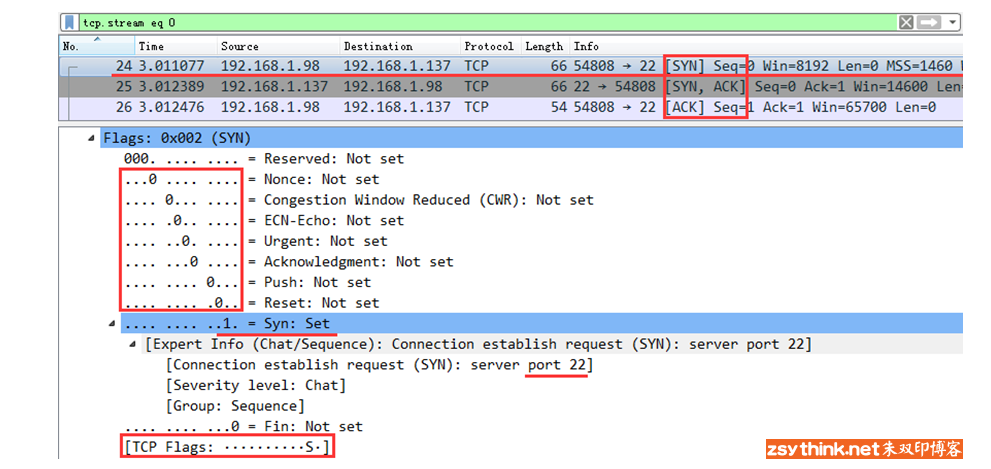 tcp.stream eq 0
No. Time Source Destination Protocol Length Info
24 3.011077 192.168.1.98 192.168.1.137 TCP 66 54808 → 22 [SYN] Seq=0 Win=8192 Len=0 MSS=1460
25 3.012389 192.168.1.137 192.168.1.98 TCP 66 22 → 54808 [SYN, ACK] Seq=0 Ack=1 Win=14600 Len=
26 3.012476 192.168.1.98 192.168.1.137 TCP 54 54808 → 22 [ACK] Seq=1 Ack=1 Win=65700 Len=0
Flags: 0x002 (SYN)
000. .... .... = Reserved: Not set
...0 .... .... = Nonce: Not set
.... 0... .... = Congestion Window Reduced (CWR): Not set
.... .0.. .... = ECN-Echo: Not set
.... ..0. .... = Urgent: Not set
.... ...0 .... = Acknowledgment: Not set
.... .... 0... = Push: Not set
.... .... .0.. = Reset: Not set
.... .... ..1. = Syn: Set
[Expert Info (Chat/Sequence): Connection establish request (SYN): server port 22]
[Connection establish request (SYN): server port 22]
[Severity level: Chat]
[Group: Sequence]
.... .... ...0 = Fin: Not set
[TCP Flags: ··········S·]
zsythink.net朱双印博客